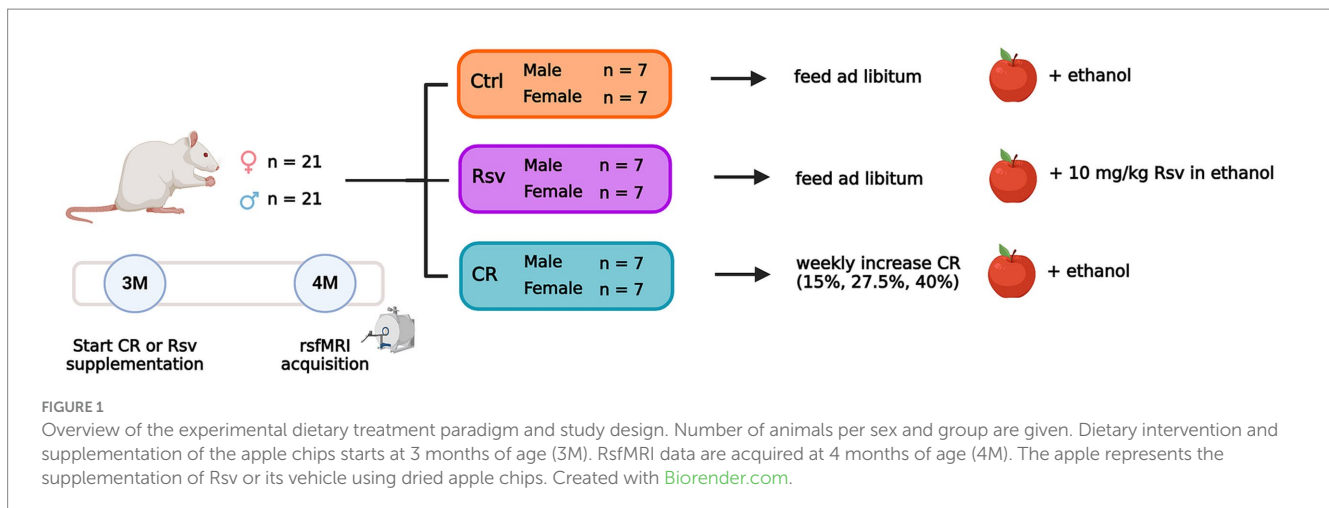 ♀ n = 21
♂ n = 21
3M
4M
Start CR or Rsv
supplementation
rsfMRI
acquisition
Ctrl
Male n = 7
Female n = 7
feed ad libitum
+ ethanol
Rsv
Male n = 7
Female n = 7
feed ad libitum
+ 10 mg/kg Rsv in ethanol
CR
Male n = 7
Female n = 7
weekly increase CR
(15%, 27.5%, 40%)
+ ethanol
FIGURE 1
Overview of the experimental dietary treatment paradigm and study design. Number of animals per sex and group are given. Dietary intervention and
supplementation of the apple chips starts at 3 months of age (3M). RsfMRI data are acquired at 4 months of age (4M). The apple represents the
supplementation of Rsv or its vehicle using dried apple chips. Created with Biorender.com.